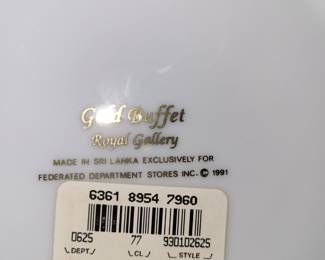 Gold Buffet
Royal Gallery
MADE IN SRI LANKA EXCLUSIVELY FOR
FEDERATED DEPARTMENT STORES INC. © 1991
6361 8954 7960
0625 77 930102625
DEPT. CL. STYLE